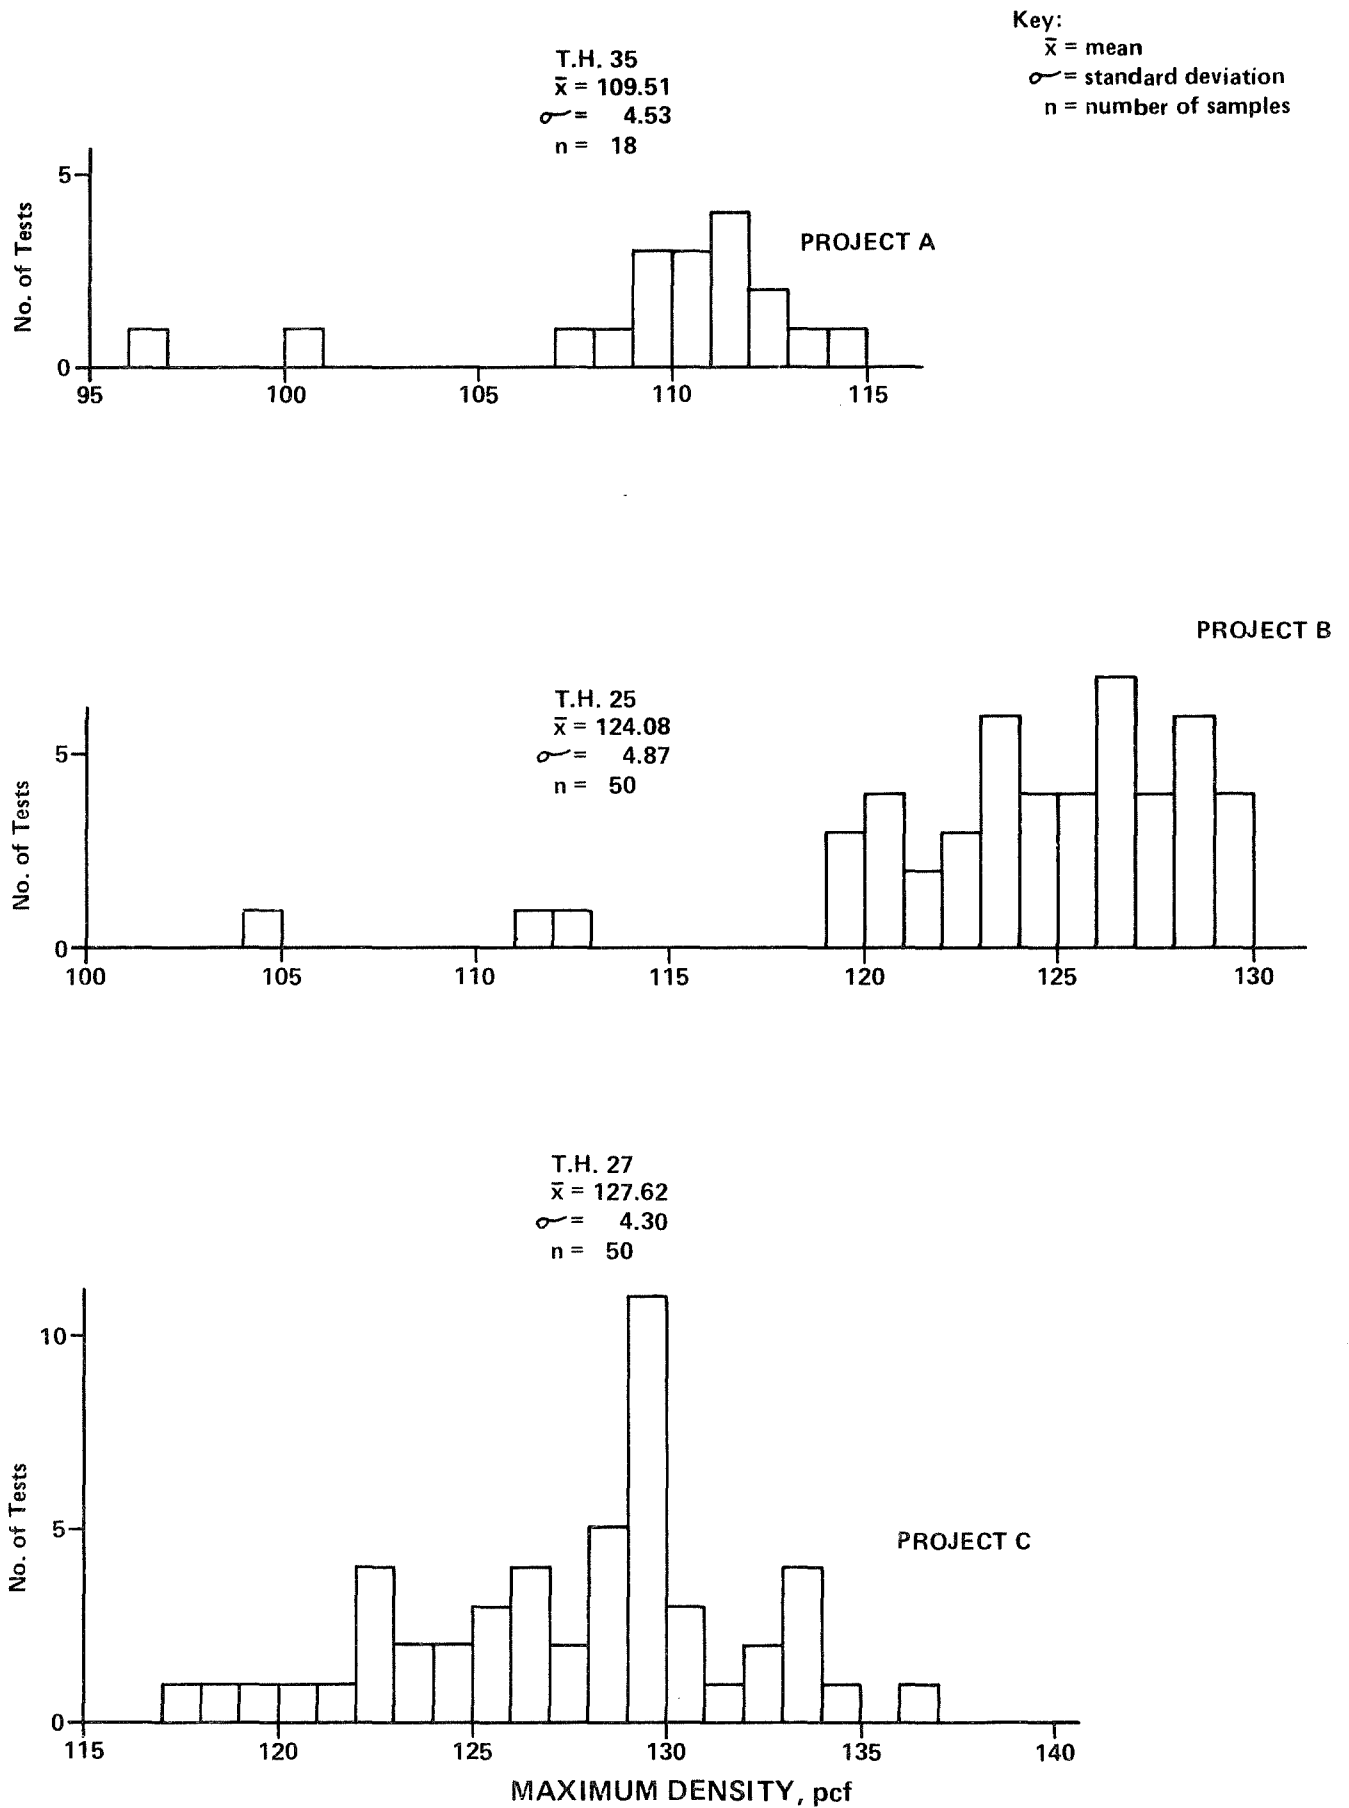 Key:
x̄ = mean
σ = standard deviation
n = number of samples
T.H. 35
x̄ = 109.51
σ = 4.53
n = 18
5
No. of Tests
PROJECT A
0
95 100 105 110 115
PROJECT B
T.H. 25
x̄ = 124.08
σ = 4.87
n = 50
5
No. of Tests
0
100 105 110 115 120 125 130
T.H. 27
x̄ = 127.62
σ = 4.30
n = 50
10
No. of Tests
5
PROJECT C
0
115 120 125 130 135 140
MAXIMUM DENSITY, pcf